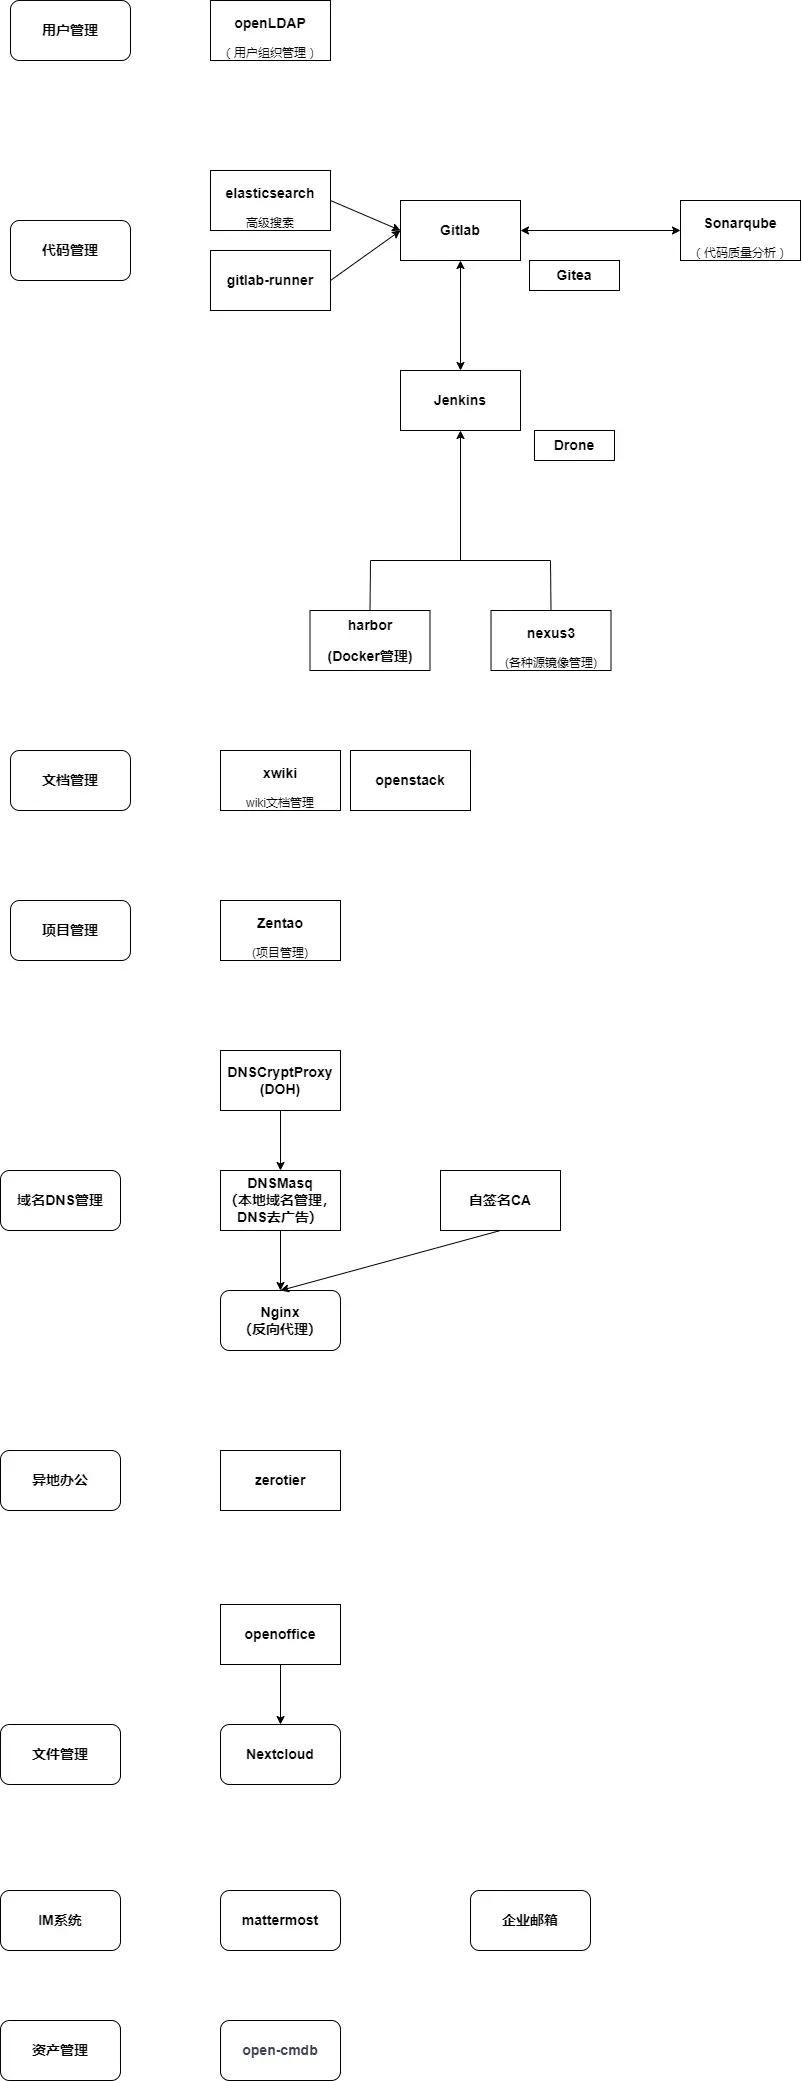 用户管理
openLDAP
（用户组织管理）
elasticsearch
高级搜索
代码管理
gitlab-runner
Gitlab
Sonarqube
（代码质量分析）
Gitea
Jenkins
Drone
harbor
(Docker管理)
nexus3
(各种源镜像管理)
文档管理
xwiki
wiki文档管理
openstack
项目管理
Zentao
(项目管理)
DNSCryptProxy
(DOH)
域名DNS管理
DNSMasq
（本地域名管理，
DNS去广告）
自签名CA
Nginx
（反向代理）
异地办公
zerotier
openoffice
文件管理
Nextcloud
IM系统
mattermost
企业邮箱
资产管理
open-cmdb